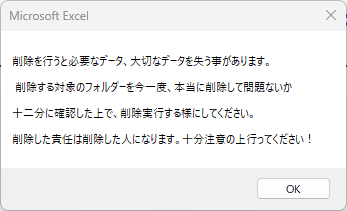 Microsoft Excel
削除を行うと必要なデータ、大切なデータを失う事があります。
削除する対象のフォルダーを今一度、本当に削除して問題ないか
十二分に確認した上で、削除実行する様にしてください。
削除した責任は削除した人になります。十分注意の上行ってください！
OK